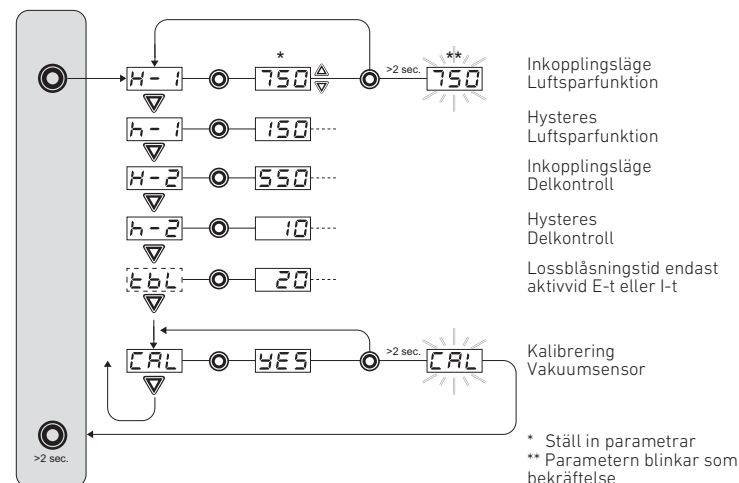 * **
H-1 750 >2 sec. 750 Inkopplingsläge
Luftsparfunktion
h-1 150 Hysteres
Luftsparfunktion
H-2 550 Inkopplingsläge
Delkontroll
h-2 10 Hysteres
Delkontroll
tbL 20 Lossblåsningstid endast
aktivvid E-t eller I-t
CAL YES >2 sec. CAL Kalibrering
Vakuumsensor
>2 sec.
* Ställ in parametrar
** Parametern blinkar som
bekräftelse